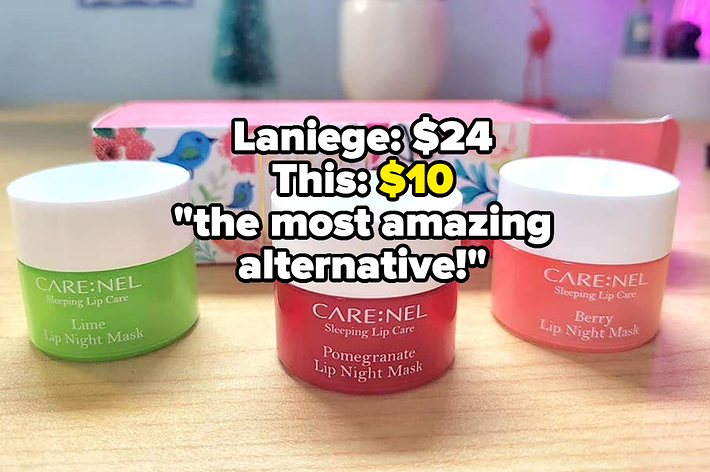 Laniege: $24
This: $10
"the most amazing
alternative!"
CARE:NEL
Sleeping Lip Care
Lime
Lip Night Mask
CARE:NEL
Sleeping Lip Care
Pomegranate
Lip Night Mask
CARE:NEL
Sleeping Lip Care
Berry
Lip Night Mask